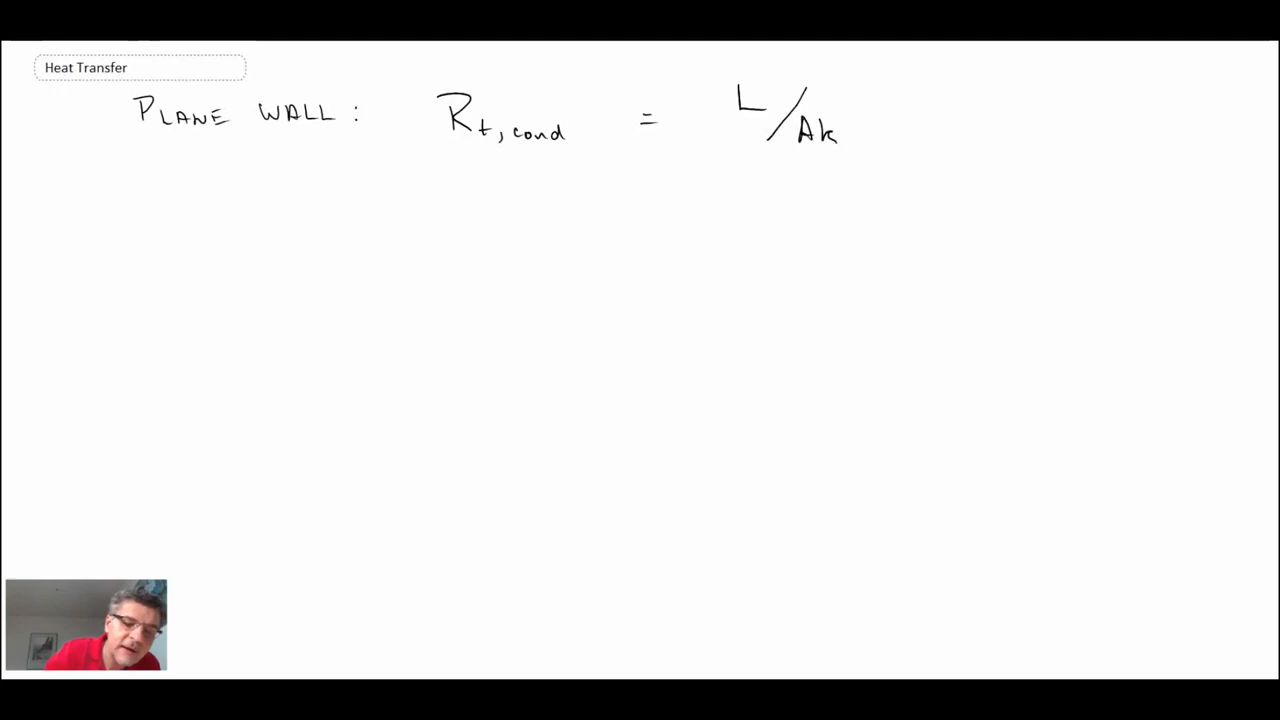 Heat Transfer
PLANE WALL : Rt,cond = L/Ak